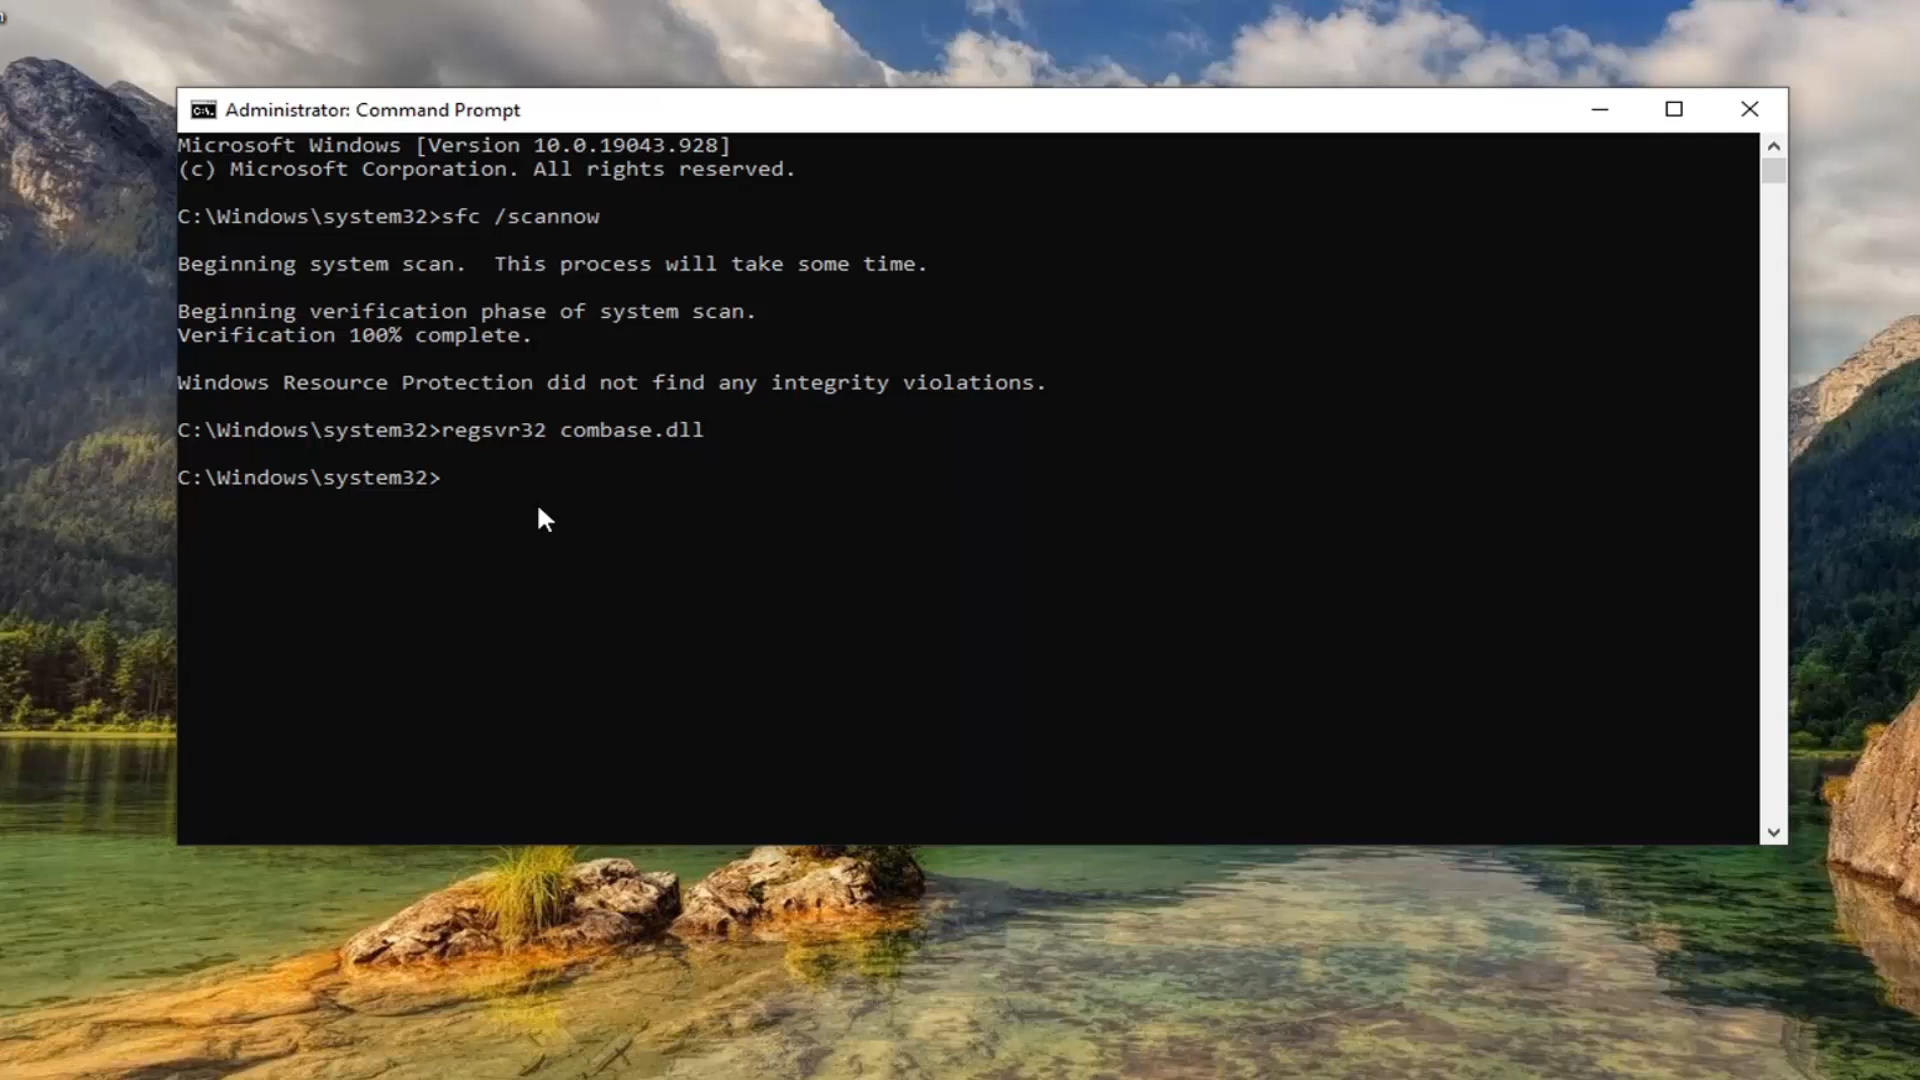 Administrator: Command Prompt
Microsoft Windows [Version 10.0.19043.928]
(c) Microsoft Corporation. All rights reserved.
C:\Windows\system32>sfc /scannow
Beginning system scan.  This process will take some time.
Beginning verification phase of system scan.
Verification 100% complete.
Windows Resource Protection did not find any integrity violations.
C:\Windows\system32>regsvr32 combase.dll
C:\Windows\system32>